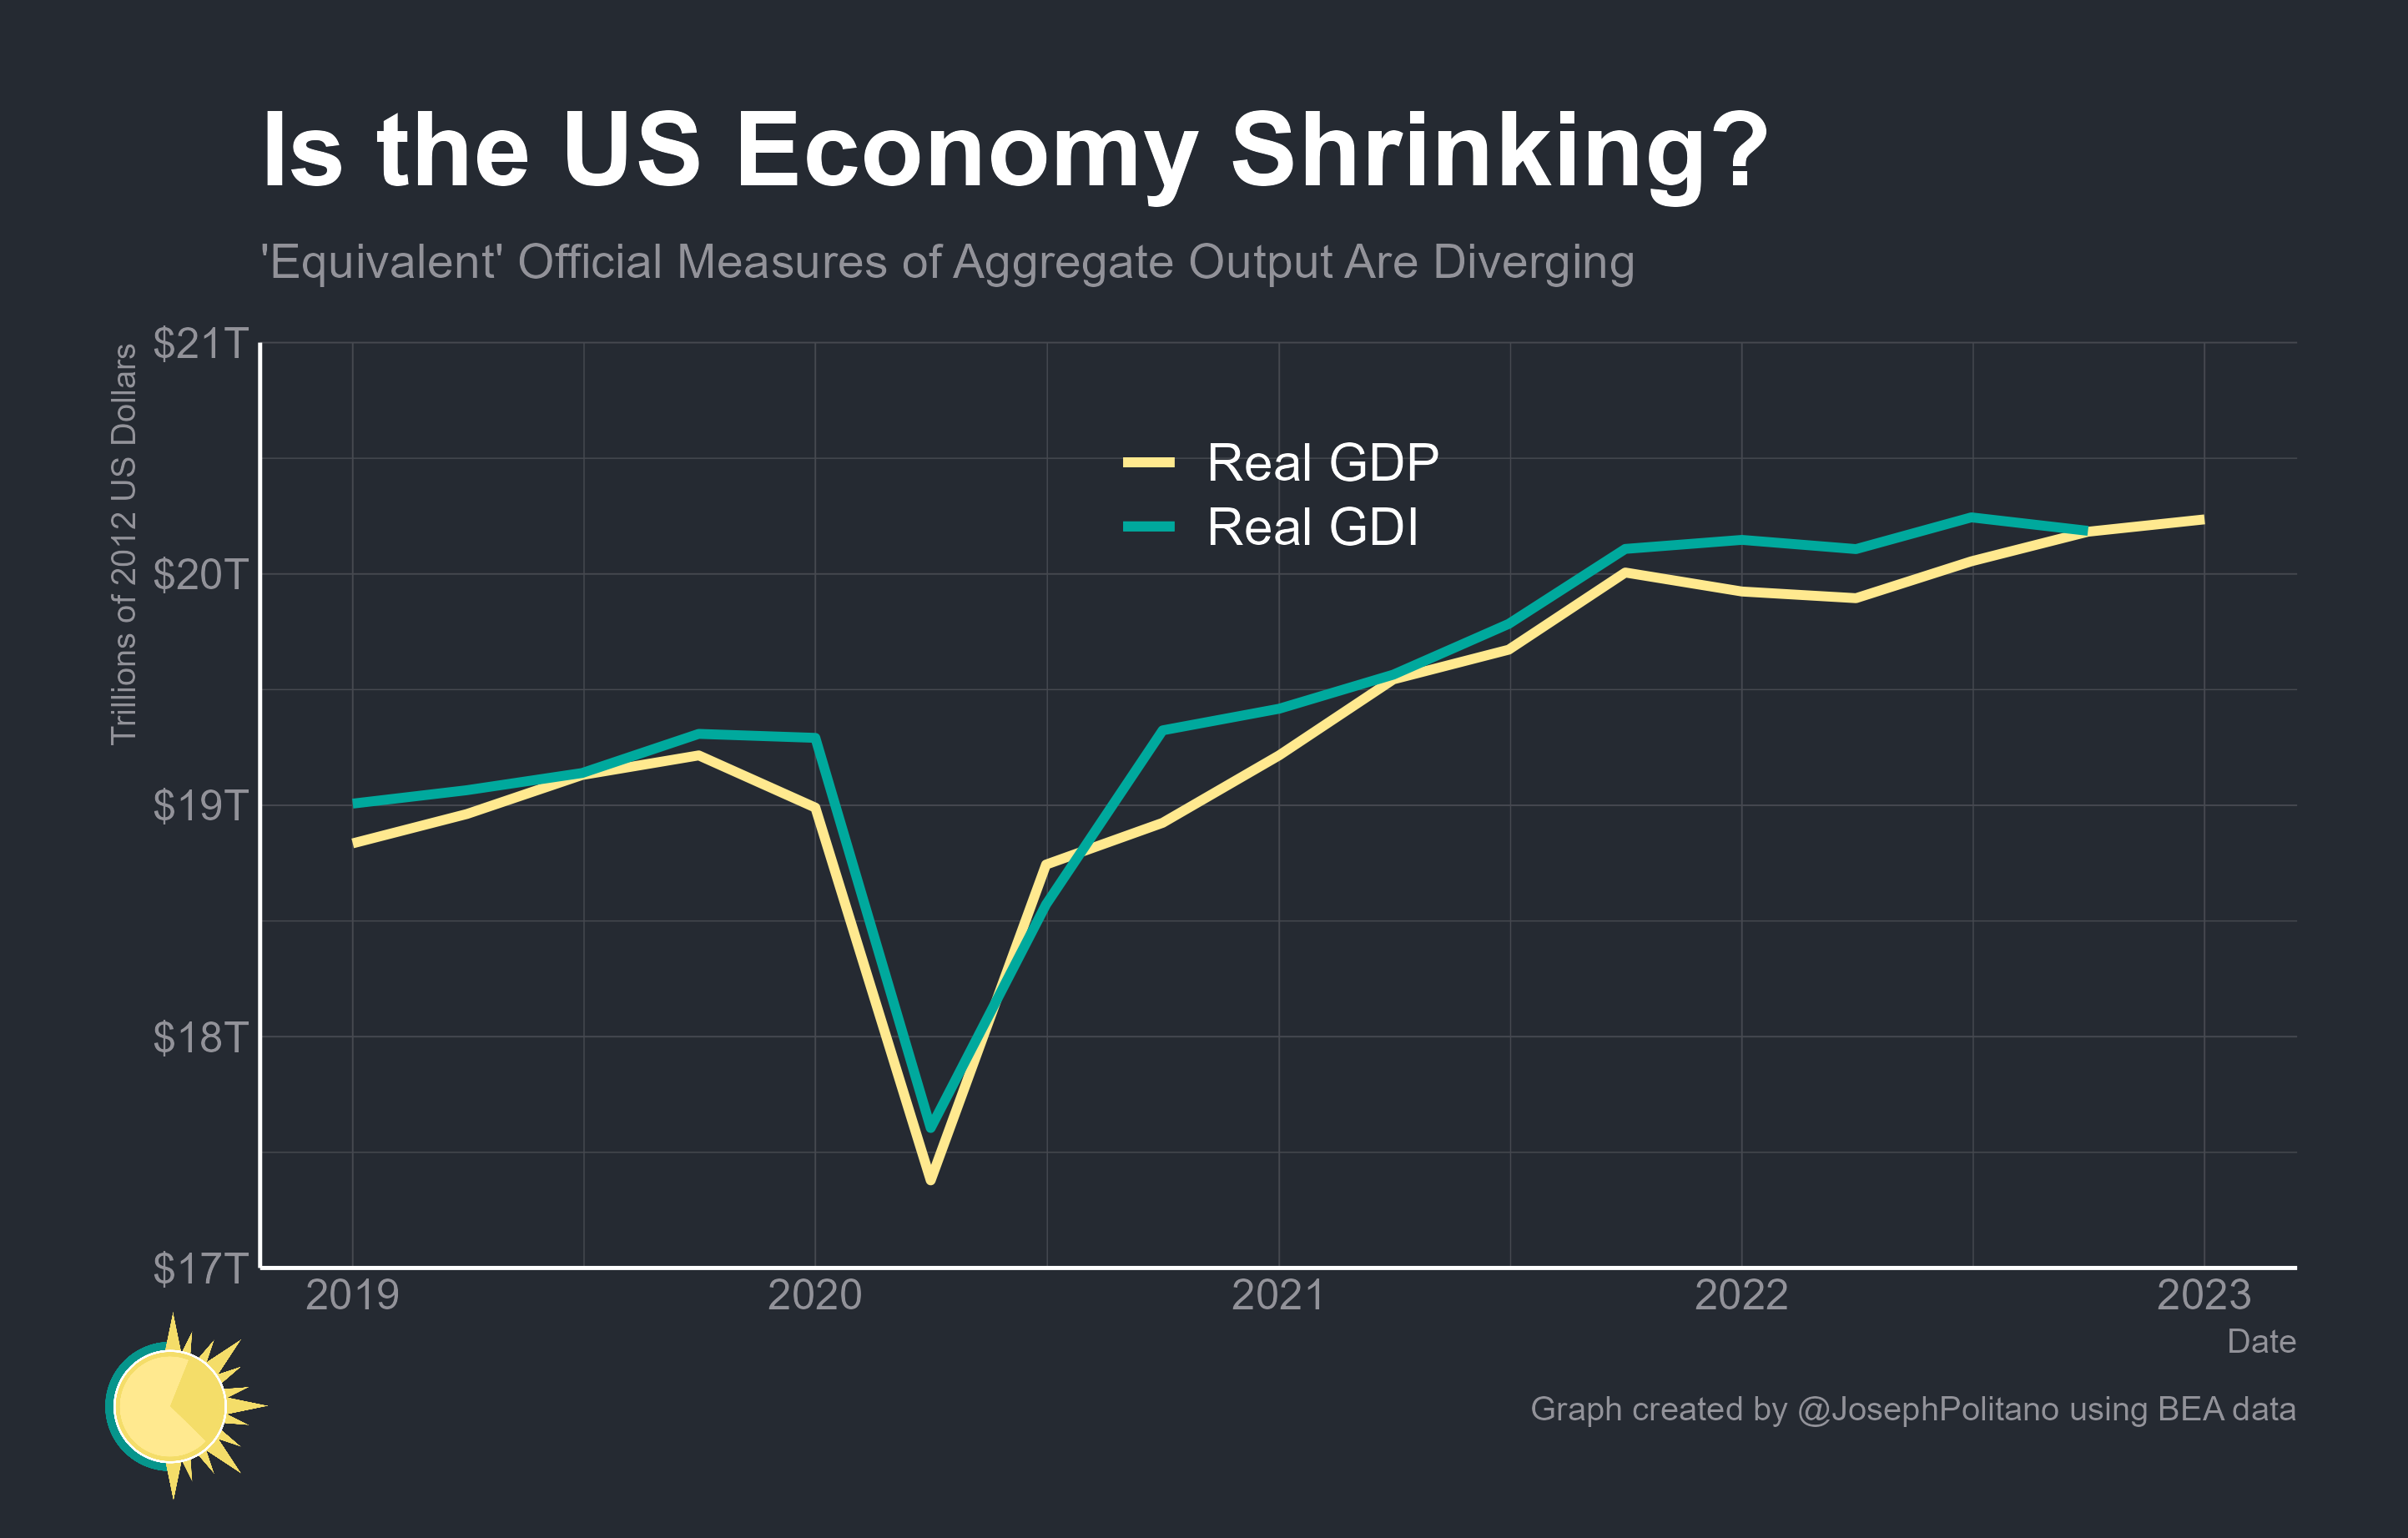 Is the US Economy Shrinking?
'Equivalent' Official Measures of Aggregate Output Are Diverging
Trillions of 2012 US Dollars
$21T
$20T
$19T
$18T
$17T
Real GDP
Real GDI
2019
2020
2021
2022
2023
Date
Graph created by @JosephPolitano using BEA data